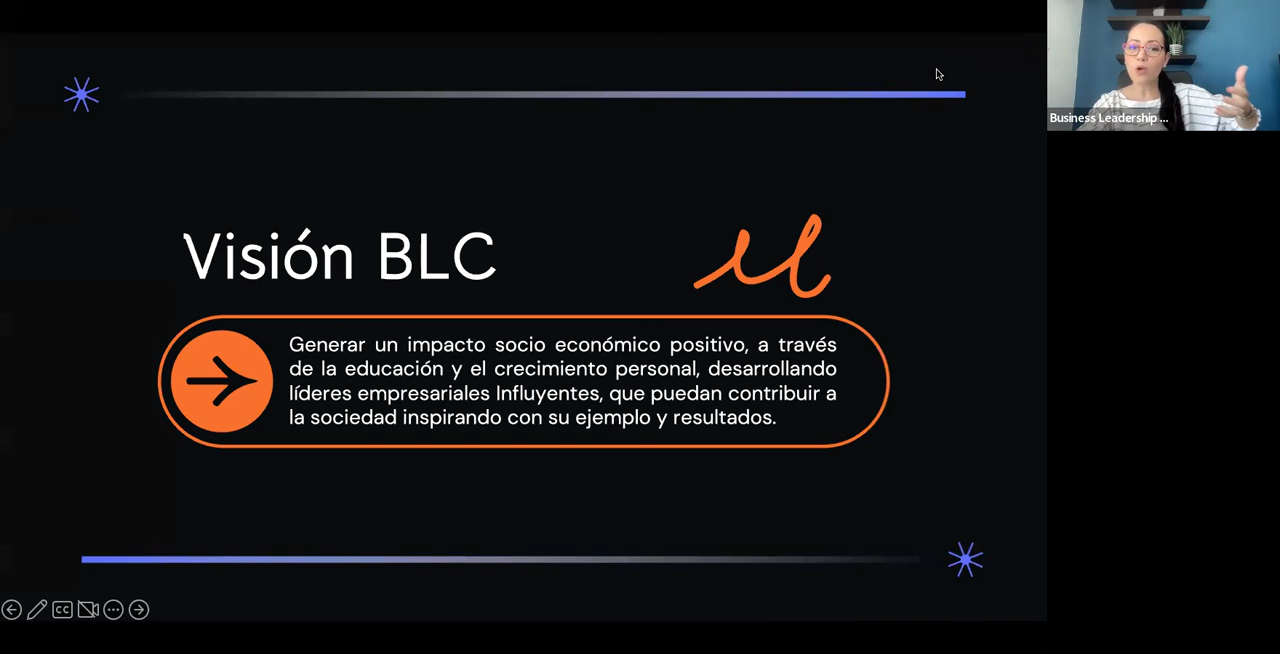 Business Leadership ...
Visión BLC
Generar un impacto socio económico positivo, a través
de la educación y el crecimiento personal, desarrollando
líderes empresariales Influyentes, que puedan contribuir a
la sociedad inspirando con su ejemplo y resultados.
CC